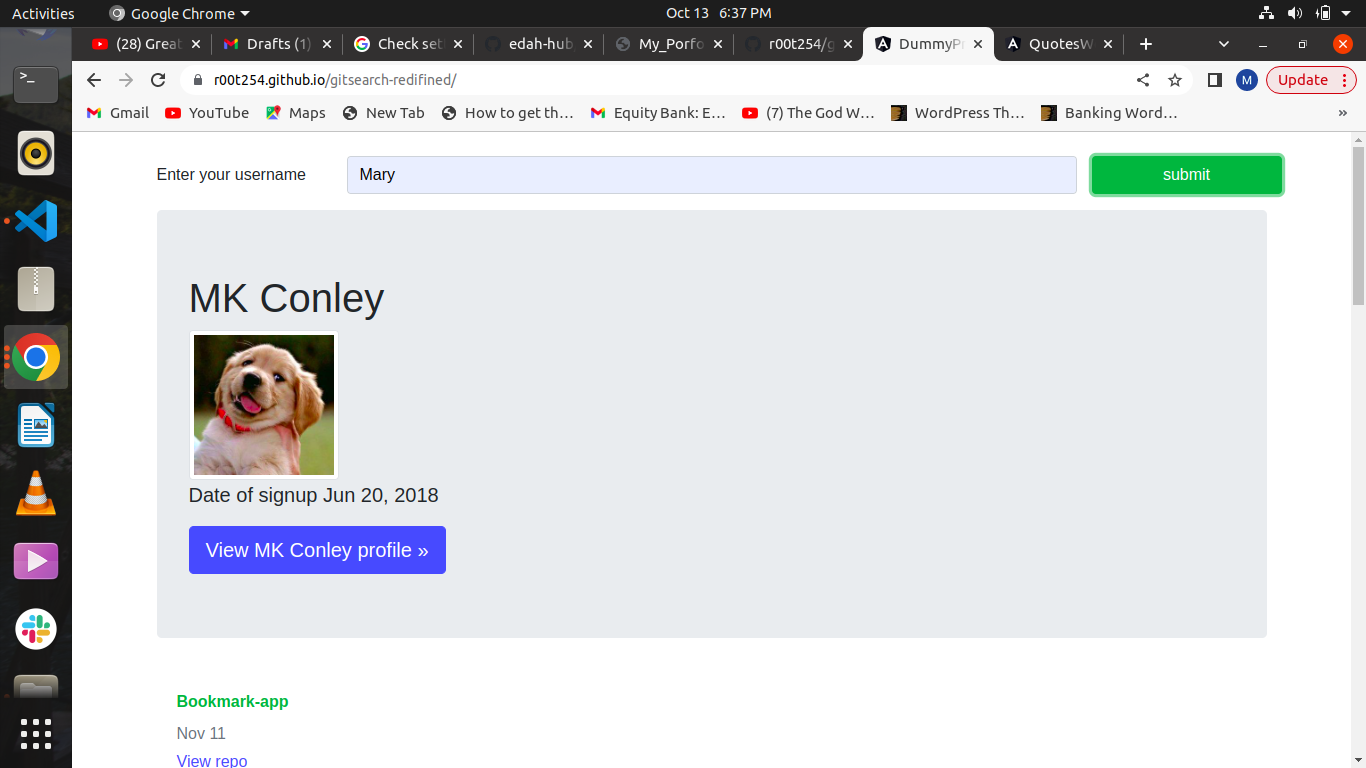 Activities
Google Chrome
Oct 13 6:37 PM
(28) Great
Drafts (1)
Check set
edah-hub
My_Porfo
r00t254/g
DummyPr
QuotesW
r00t254.github.io/gitsearch-redifined/
M
Update
Gmail
YouTube
Maps
New Tab
How to get th…
Equity Bank: E…
(7) The God W…
WordPress Th…
Banking Word…
»
Enter your username
Mary
submit
MK Conley
Date of signup Jun 20, 2018
View MK Conley profile »
Bookmark-app
Nov 11
View repo